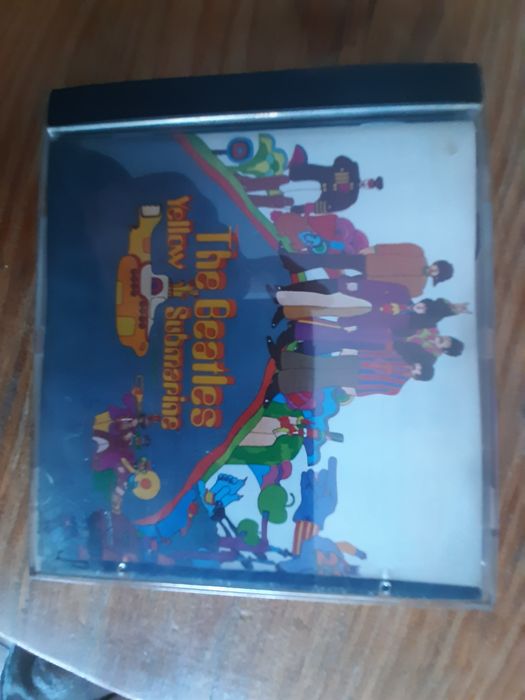 The Beatles
Yellow Submarine